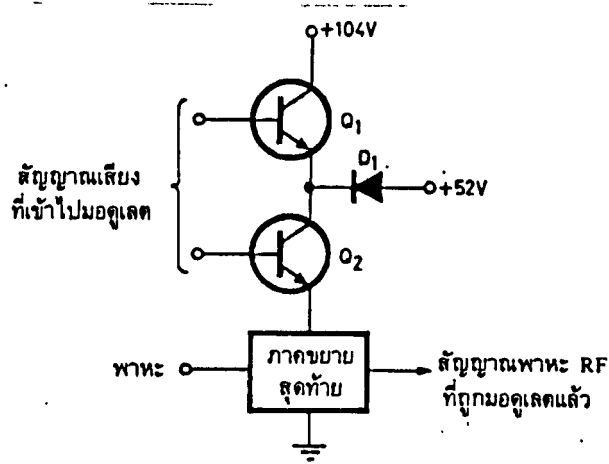 +104V
Q1
D1
สัญญาณเสียง
ที่เข้าไปมอดูเลต
+52V
Q2
พาหะ
ภาคขยาย
สุดท้าย
สัญญาณพาหะ RF
ที่ถูกมอดูเลตแล้ว